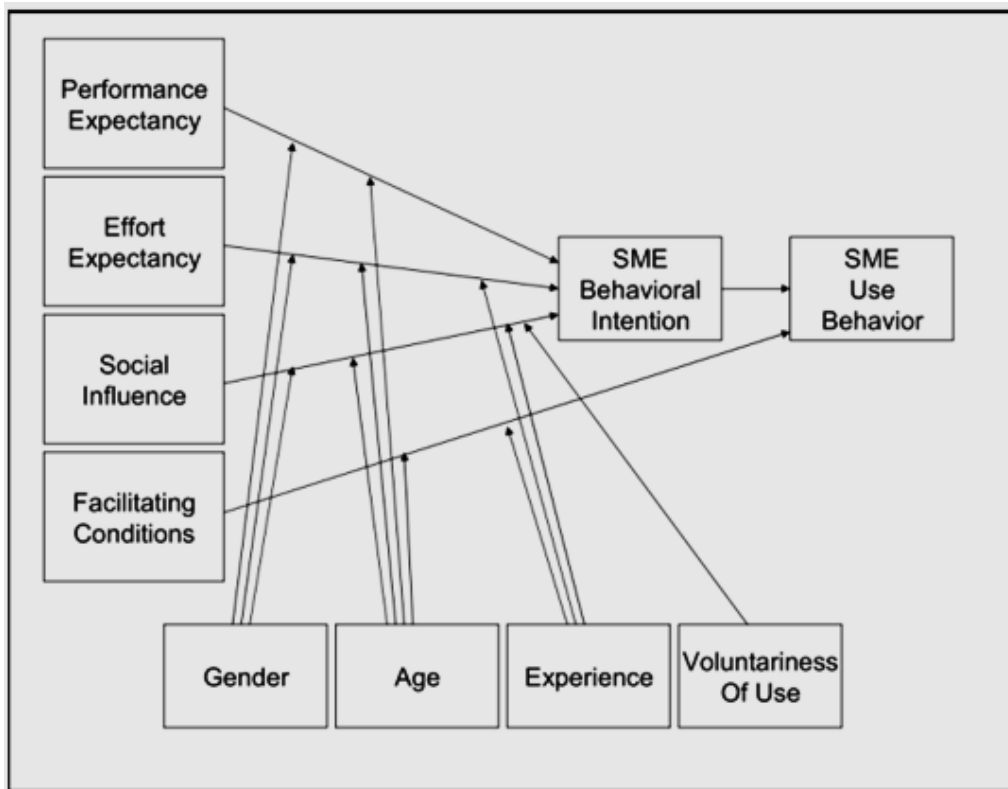 Performance
Expectancy
Effort
Expectancy
Social
Influence
Facilitating
Conditions
SME
Behavioral
Intention
SME
Use
Behavior
Gender
Age
Experience
Voluntariness
Of Use